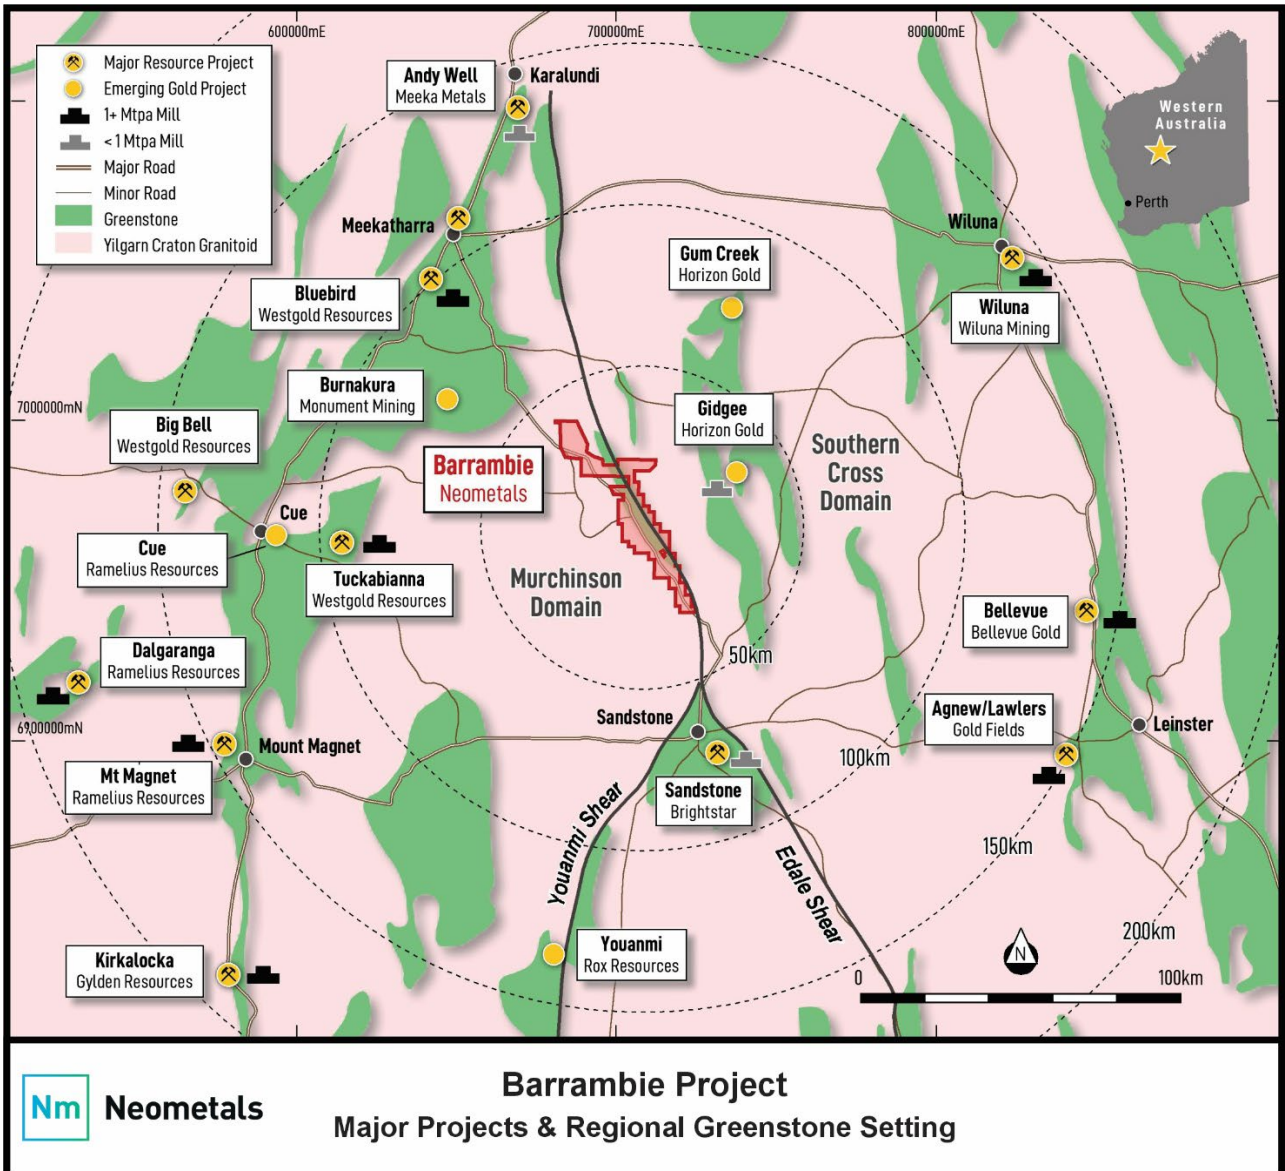 600000mE
700000mE
800000mE
Major Resource Project
Emerging Gold Project
1+ Mtpa Mill
<1 Mtpa Mill
Major Road
Minor Road
Greenstone
Yilgarn Craton Granitoid
Andy Well
Meeka Metals
Karalundi
Western
Australia
Perth
Meekatharra
Wiluna
Gum Creek
Horizon Gold
Bluebird
Westgold Resources
Wiluna
Wiluna Mining
Burnakura
Monument Mining
7000000mN
Big Bell
Westgold Resources
Gidgee
Horizon Gold
Barrambie
Neometals
Southern
Cross
Domain
Cue
Cue
Ramelius Resources
Tuckabianna
Westgold Resources
Murchinson
Domain
Bellevue
Bellevue Gold
Dalgaranga
Ramelius Resources
50km
6900000mN
Sandstone
Agnew/Lawlers
Gold Fields
Leinster
Mount Magnet
100km
Mt Magnet
Ramelius Resources
Sandstone
Brightstar
150km
Youanmi Shear
Edale Shear
200km
Youanmi
Rox Resources
Kirkalocka
Gylden Resources
N
0
100km
Nm Neometals
Barrambie Project
Major Projects & Regional Greenstone Setting